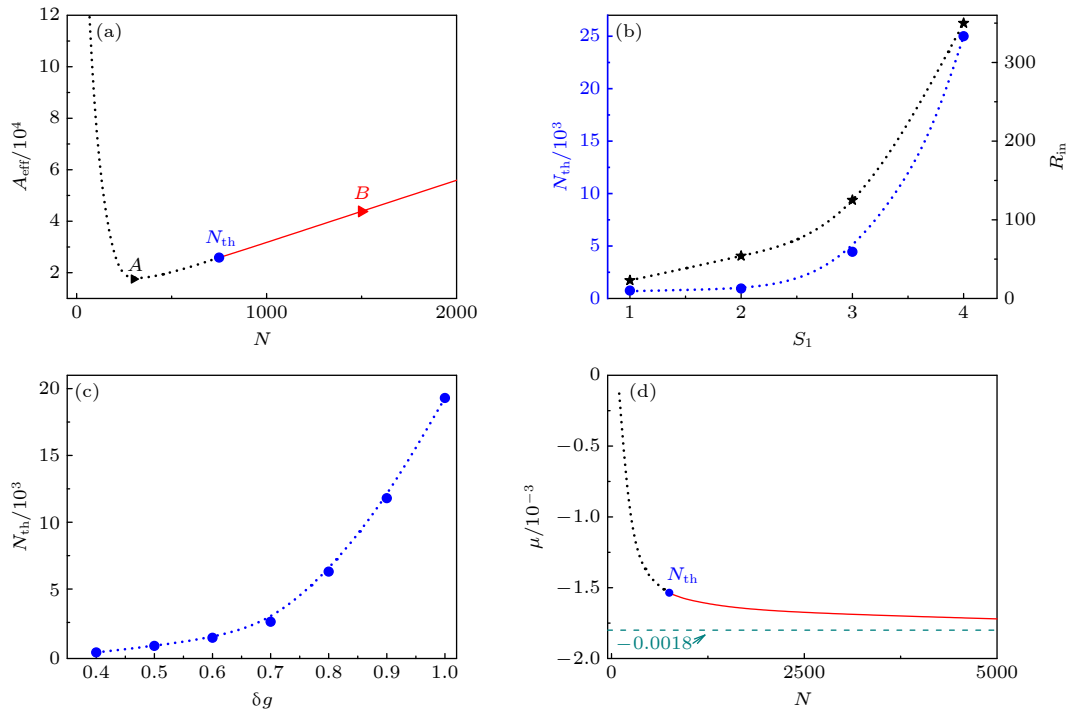 (a)
12
10
8
6
4
2
A_eff/10^4
A
N_th
B
0
1000
2000
N
(b)
25
20
15
10
5
0
N_th/10^3
300
200
100
0
R_in
1
2
3
4
S_1
(c)
20
15
10
5
0
N_th/10^3
0.4
0.5
0.6
0.7
0.8
0.9
1.0
δg
(d)
0
−0.5
−1.0
−1.5
−2.0
μ/10^−3
N_th
−0.0018
0
2500
5000
N